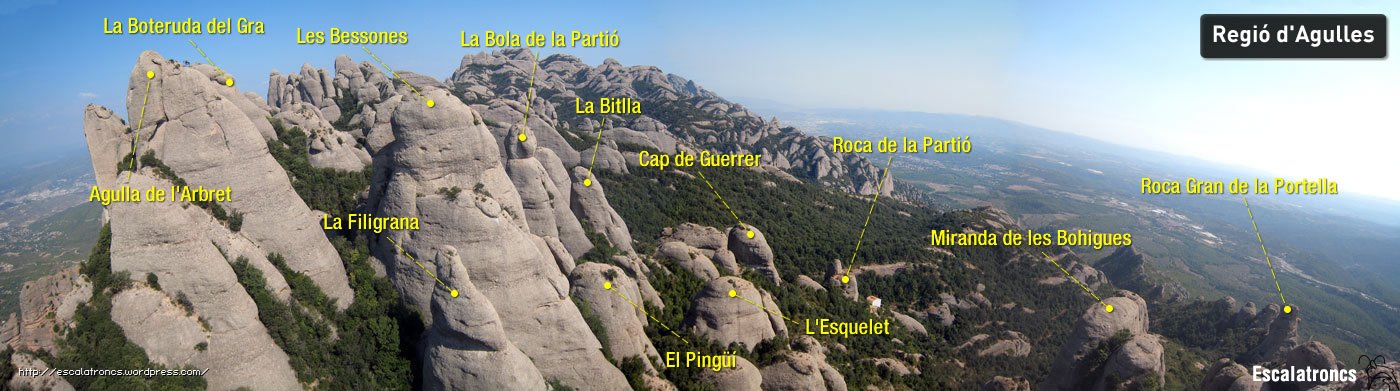 Regió d'Agulles
La Boteruda del Gra
Les Bessones
La Bola de la Partió
La Bitlla
Cap de Guerrer
Roca de la Partió
Roca Gran de la Portella
Agulla de l'Arbret
La Filigrana
Miranda de les Bohigues
L'Esquelet
El Pingüí
http://escalatroncs.wordpress.com/
Escalatroncs